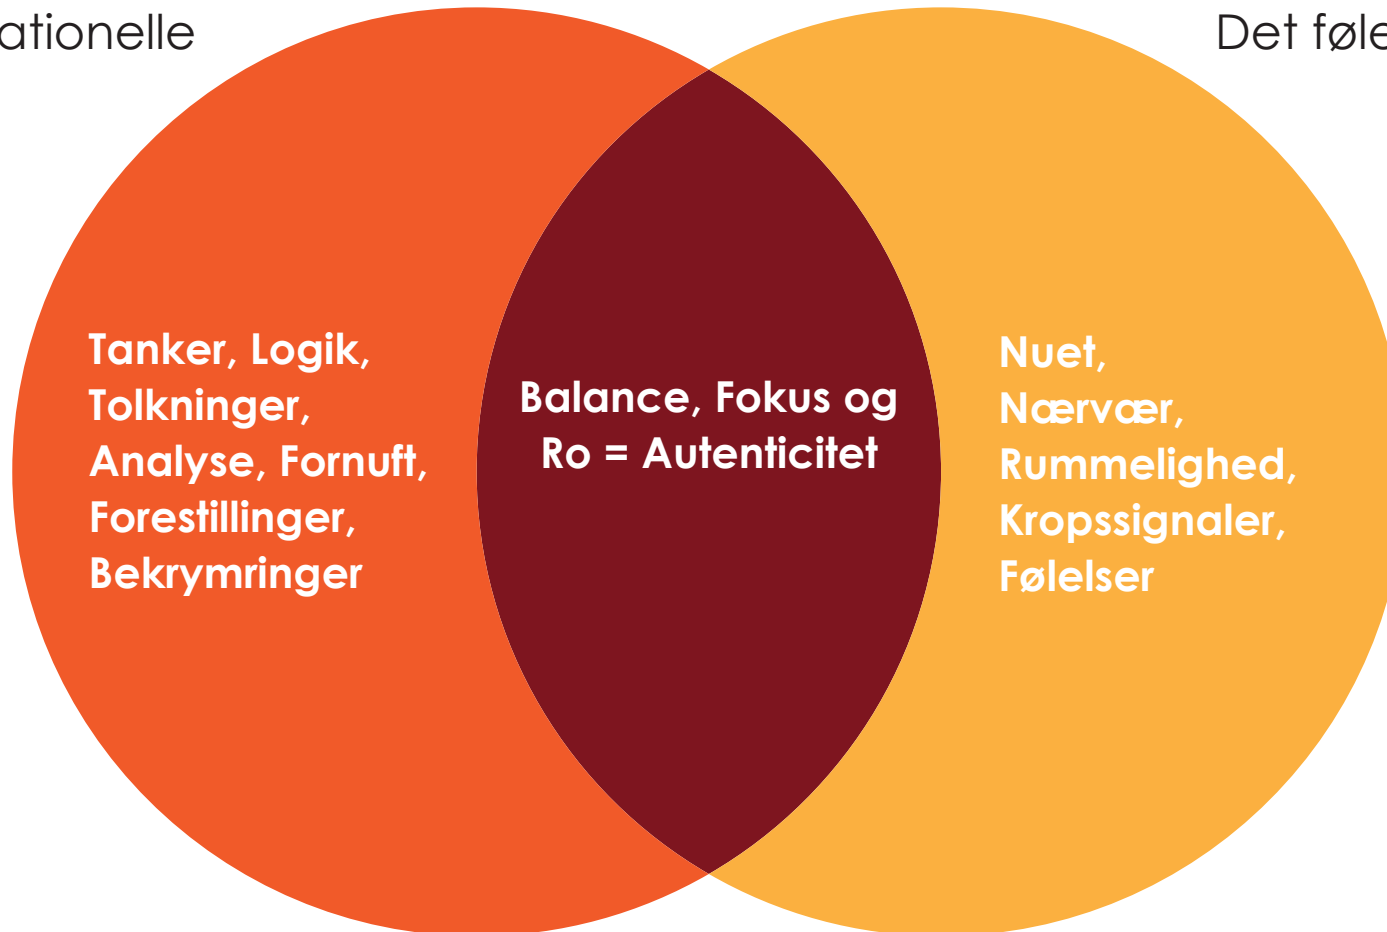 ationelle
Det føle
Tanker, Logik,
Tolkninger,
Analyse, Fornuft,
Forestillinger,
Bekrymringer
Balance, Fokus og
Ro = Autenticitet
Nuet,
Nærvær,
Rummelighed,
Kropssignaler,
Følelser